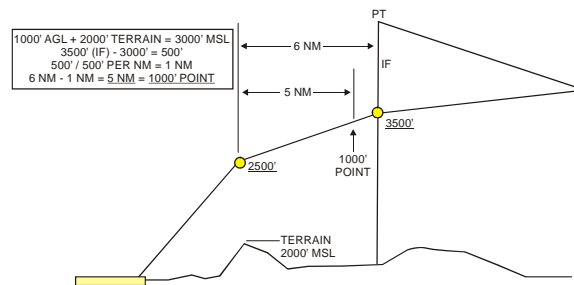 1000' AGL + 2000' TERRAIN = 3000' MSL
3500' (IF) - 3000' = 500'
500' / 500' PER NM = 1 NM
6 NM - 1 NM = 5 NM = 1000' POINT
PT
6 NM
IF
5 NM
3500'
1000'
POINT
2500'
TERRAIN
2000' MSL